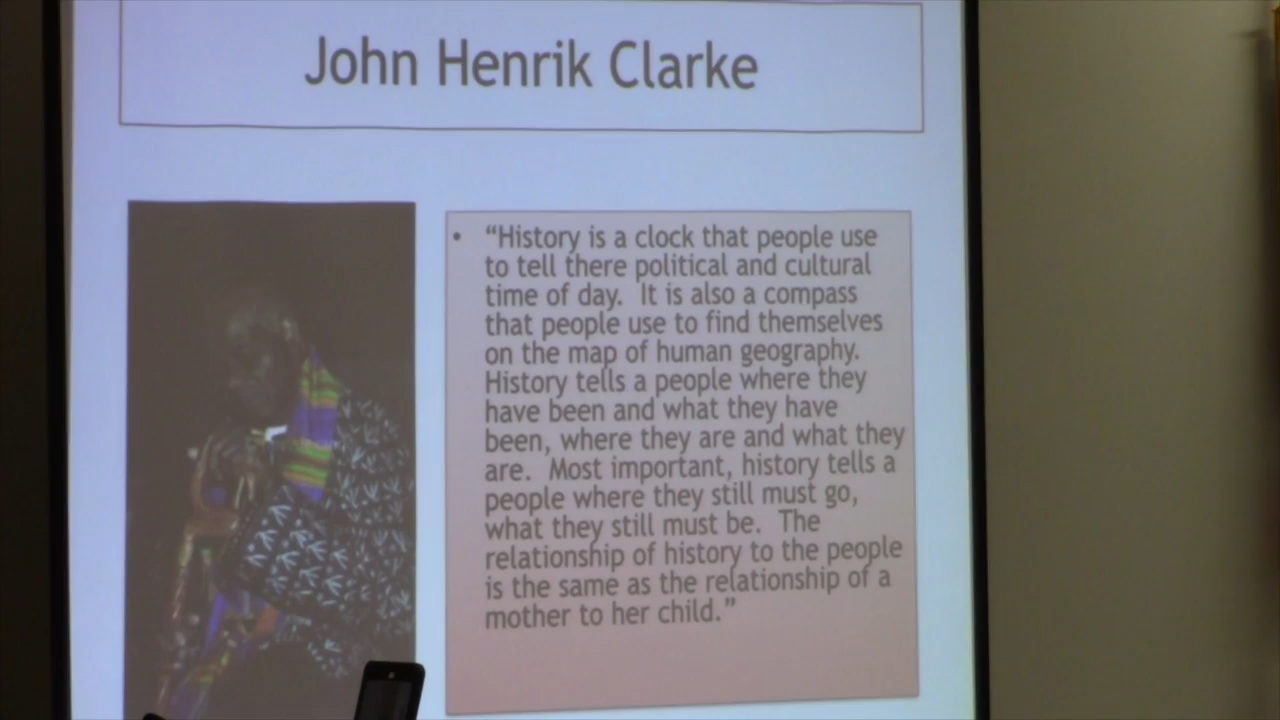 John Henrik Clarke
• “History is a clock that people use
to tell there political and cultural
time of day.  It is also a compass
that people use to find themselves
on the map of human geography.
History tells a people where they
have been and what they have
been, where they are and what they
are.  Most important, history tells a
people where they still must go,
what they still must be.  The
relationship of history to the people
is the same as the relationship of a
mother to her child.”